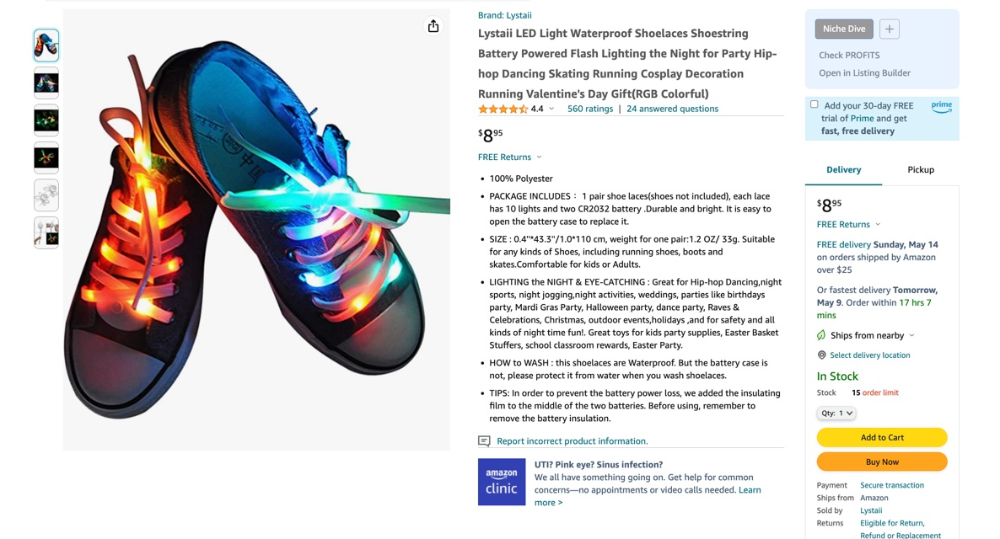 Brand: Lystaii
Lystaii LED Light Waterproof Shoelaces Shoestring
Battery Powered Flash Lighting the Night for Party Hip-
hop Dancing Skating Running Cosplay Decoration
Running Valentine's Day Gift(RGB Colorful)
4.4 560 ratings | 24 answered questions
$8 95
FREE Returns
• 100% Polyester
• PACKAGE INCLUDES： 1 pair shoe laces(shoes not included), each lace
has 10 lights and two CR2032 battery .Durable and bright. It is easy to
open the battery case to replace it.
• SIZE : 0.4"*43.3"/1.0*110 cm, weight for one pair:1.2 OZ/ 33g. Suitable
for any kinds of Shoes, including running shoes, boots and
skates.Comfortable for kids or Adults.
• LIGHTING the NIGHT & EYE-CATCHING : Great for Hip-hop Dancing,night
sports, night jogging,night activities, weddings, parties like birthdays
party, Mardi Gras Party, Halloween party, dance party, Raves &
Celebrations, Christmas, outdoor events,holidays ,and for safety and all
kinds of night time fun!. Great toys for kids party supplies, Easter Basket
Stuffers, school classroom rewards, Easter Party.
• HOW to WASH : this shoelaces are Waterproof. But the battery case is
not, please protect it from water when you wash shoelaces.
• TIPS: In order to prevent the battery power loss, we added the insulating
film to the middle of the two batteries. Before using, remember to
remove the battery insulation.
Report incorrect product information.
amazon
clinic
UTI? Pink eye? Sinus infection?
We all have something going on. Get help for common
concerns—no appointments or video calls needed. Learn
more >
Niche Dive +
Check PROFITS
Open in Listing Builder
Add your 30-day FREE
trial of Prime and get
fast, free delivery
prime
Delivery Pickup
$8 95
FREE Returns
FREE delivery Sunday, May 14
on orders shipped by Amazon
over $25
Or fastest delivery Tomorrow,
May 9. Order within 17 hrs 7
mins
Ships from nearby
Select delivery location
In Stock
Stock 15 order limit
Qty: 1
Add to Cart
Buy Now
Payment Secure transaction
Ships from Amazon
Sold by Lystaii
Returns Eligible for Return,
Refund or Replacement